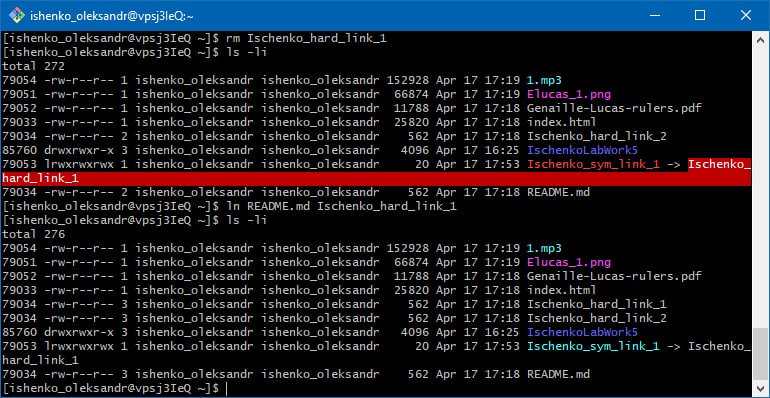 ishenko_oleksandr@vpsj3IeQ:~
[ishenko_oleksandr@vpsj3IeQ ~]$ rm Ischenko_hard_link_1
[ishenko_oleksandr@vpsj3IeQ ~]$ ls -li
total 272
79054 -rw-r--r-- 1 ishenko_oleksandr ishenko_oleksandr 152928 Apr 17 17:19 1.mp3
79051 -rw-r--r-- 1 ishenko_oleksandr ishenko_oleksandr  66874 Apr 17 17:19 Elucas_1.png
79052 -rw-r--r-- 1 ishenko_oleksandr ishenko_oleksandr  11788 Apr 17 17:18 Genaille-Lucas-rulers.pdf
79033 -rw-r--r-- 1 ishenko_oleksandr ishenko_oleksandr  25820 Apr 17 17:18 index.html
79034 -rw-r--r-- 2 ishenko_oleksandr ishenko_oleksandr    562 Apr 17 17:18 Ischenko_hard_link_2
85760 drwxrwxr-x 3 ishenko_oleksandr ishenko_oleksandr   4096 Apr 17 16:25 IschenkoLabWork5
79053 lrwxrwxrwx 1 ishenko_oleksandr ishenko_oleksandr     20 Apr 17 17:53 Ischenko_sym_link_1 -> Ischenko_
hard_link_1
79034 -rw-r--r-- 2 ishenko_oleksandr ishenko_oleksandr    562 Apr 17 17:18 README.md
[ishenko_oleksandr@vpsj3IeQ ~]$ ln README.md Ischenko_hard_link_1
[ishenko_oleksandr@vpsj3IeQ ~]$ ls -li
total 276
79054 -rw-r--r-- 1 ishenko_oleksandr ishenko_oleksandr 152928 Apr 17 17:19 1.mp3
79051 -rw-r--r-- 1 ishenko_oleksandr ishenko_oleksandr  66874 Apr 17 17:19 Elucas_1.png
79052 -rw-r--r-- 1 ishenko_oleksandr ishenko_oleksandr  11788 Apr 17 17:18 Genaille-Lucas-rulers.pdf
79033 -rw-r--r-- 1 ishenko_oleksandr ishenko_oleksandr  25820 Apr 17 17:18 index.html
79034 -rw-r--r-- 3 ishenko_oleksandr ishenko_oleksandr    562 Apr 17 17:18 Ischenko_hard_link_1
79034 -rw-r--r-- 3 ishenko_oleksandr ishenko_oleksandr    562 Apr 17 17:18 Ischenko_hard_link_2
85760 drwxrwxr-x 3 ishenko_oleksandr ishenko_oleksandr   4096 Apr 17 16:25 IschenkoLabWork5
79053 lrwxrwxrwx 1 ishenko_oleksandr ishenko_oleksandr     20 Apr 17 17:53 Ischenko_sym_link_1 -> Ischenko_
hard_link_1
79034 -rw-r--r-- 3 ishenko_oleksandr ishenko_oleksandr    562 Apr 17 17:18 README.md
[ishenko_oleksandr@vpsj3IeQ ~]$